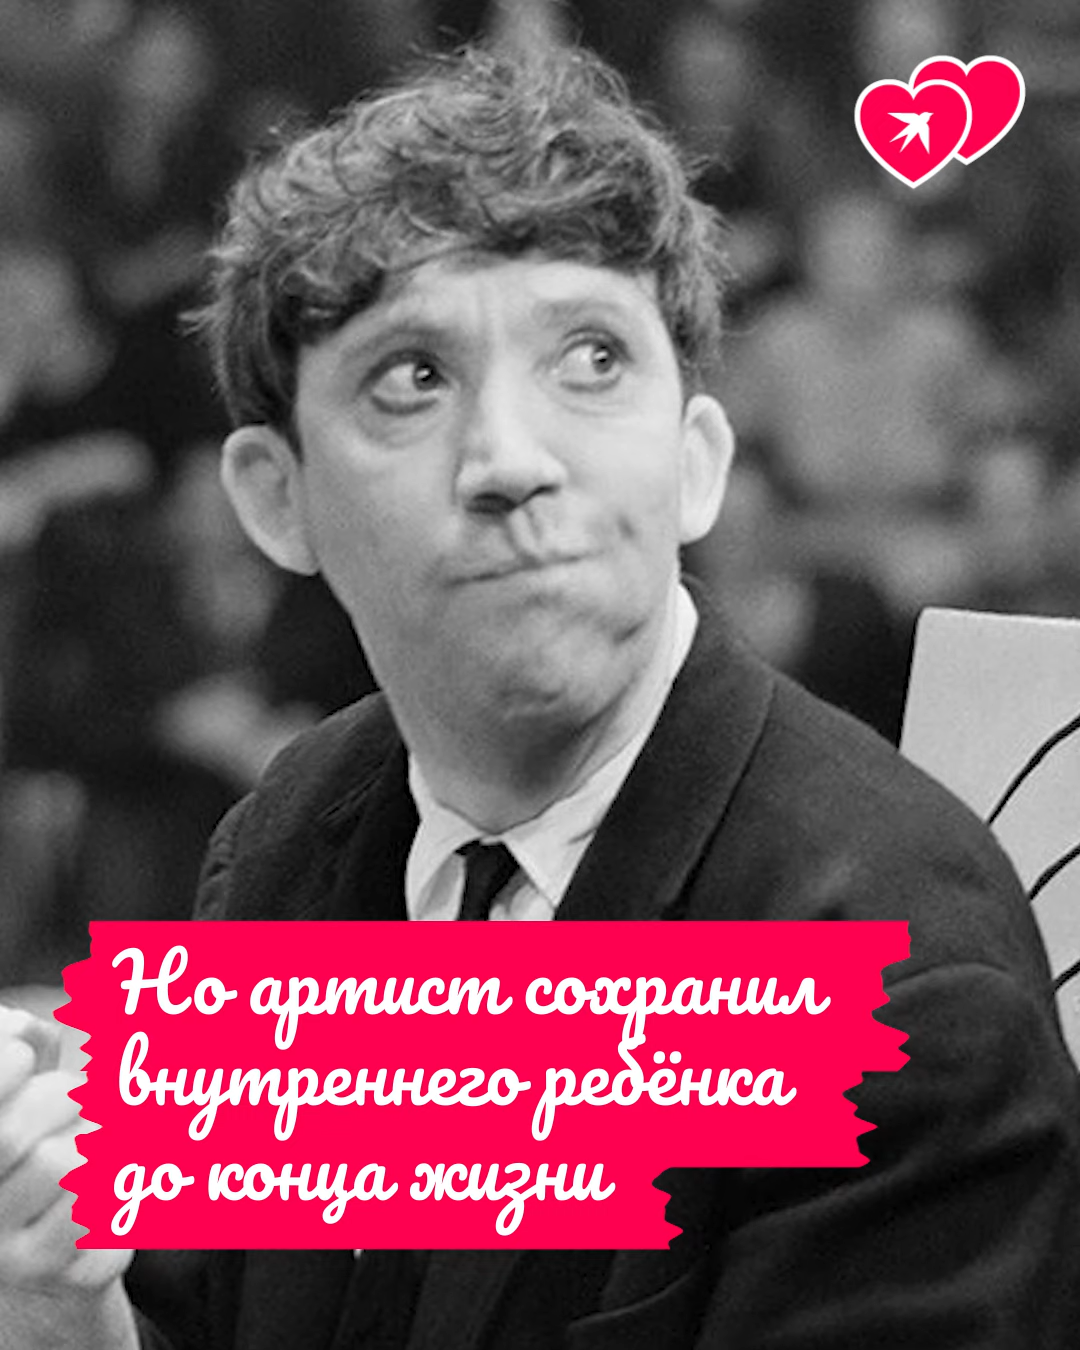 Но артист сохранил
внутреннего ребёнка
до конца жизни